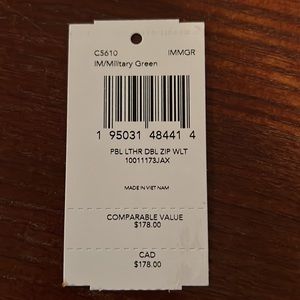 C5610 IMMGR
IM/Military Green
1 95031 48441 4
PBL LTHR DBL ZIP WLT
10011173JAX
MADE IN VIET NAM
COMPARABLE VALUE
$178.00
CAD
$178.00